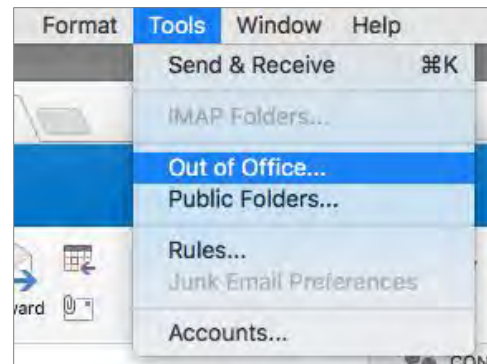 Format Tools Window Help
Send & Receive ⌘K
IMAP Folders...
Out of Office...
Public Folders...
Rules...
Junk Email Preferences
Accounts...
ward
CON